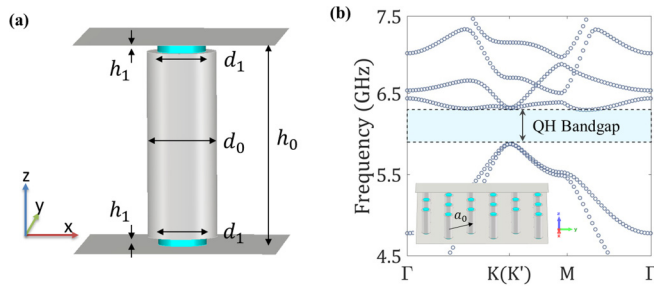 (a)
h₁
d₁
d₀
h₀
z
y
x
h₁
d₁
(b)
Frequency (GHz)
7.5
6.5
5.5
4.5
QH Bandgap
a₀
Γ K(K') M Γ